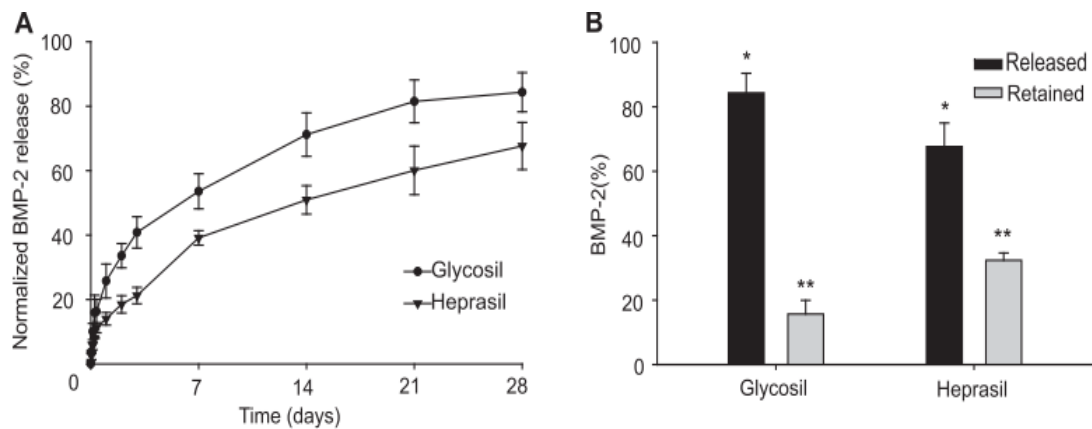 A
Normalized BMP-2 release (%)
100
80
60
40
20
0
7
14
21
28
Time (days)
Glycosil
Heprasil
B
BMP-2(%)
100
80
60
40
20
0
*
**
*
**
Released
Retained
Glycosil
Heprasil